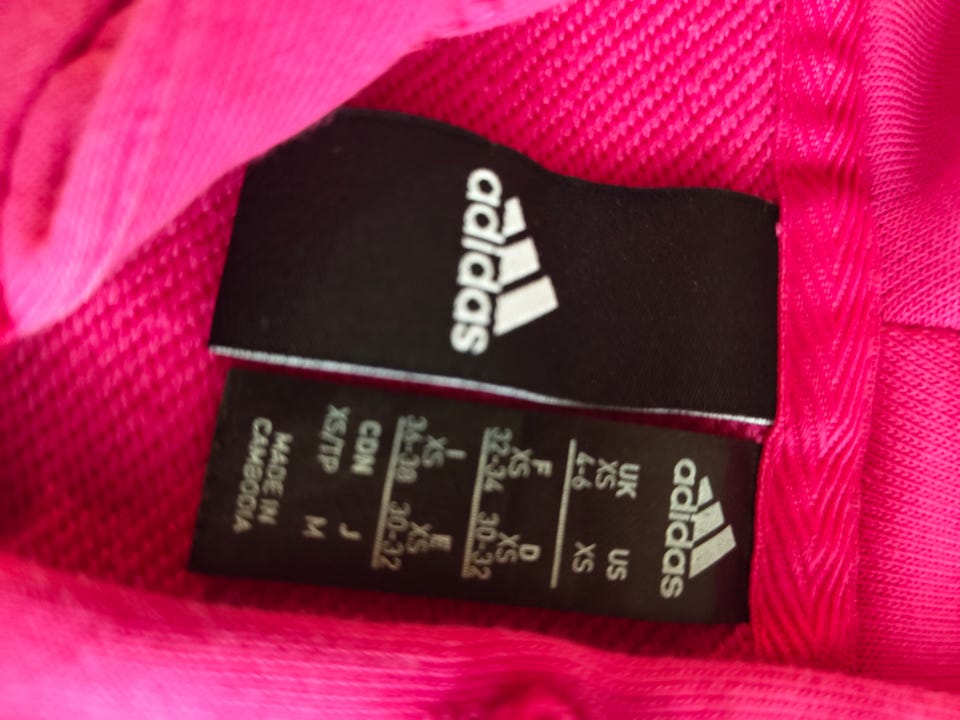 adidas
adidas
UK US
XS XS
4-6
F D
XS XS
32-34 30-32
I E
XS XS
36-38 30-32
CDN J
XS/TP M
MADE IN
CAMBODIA